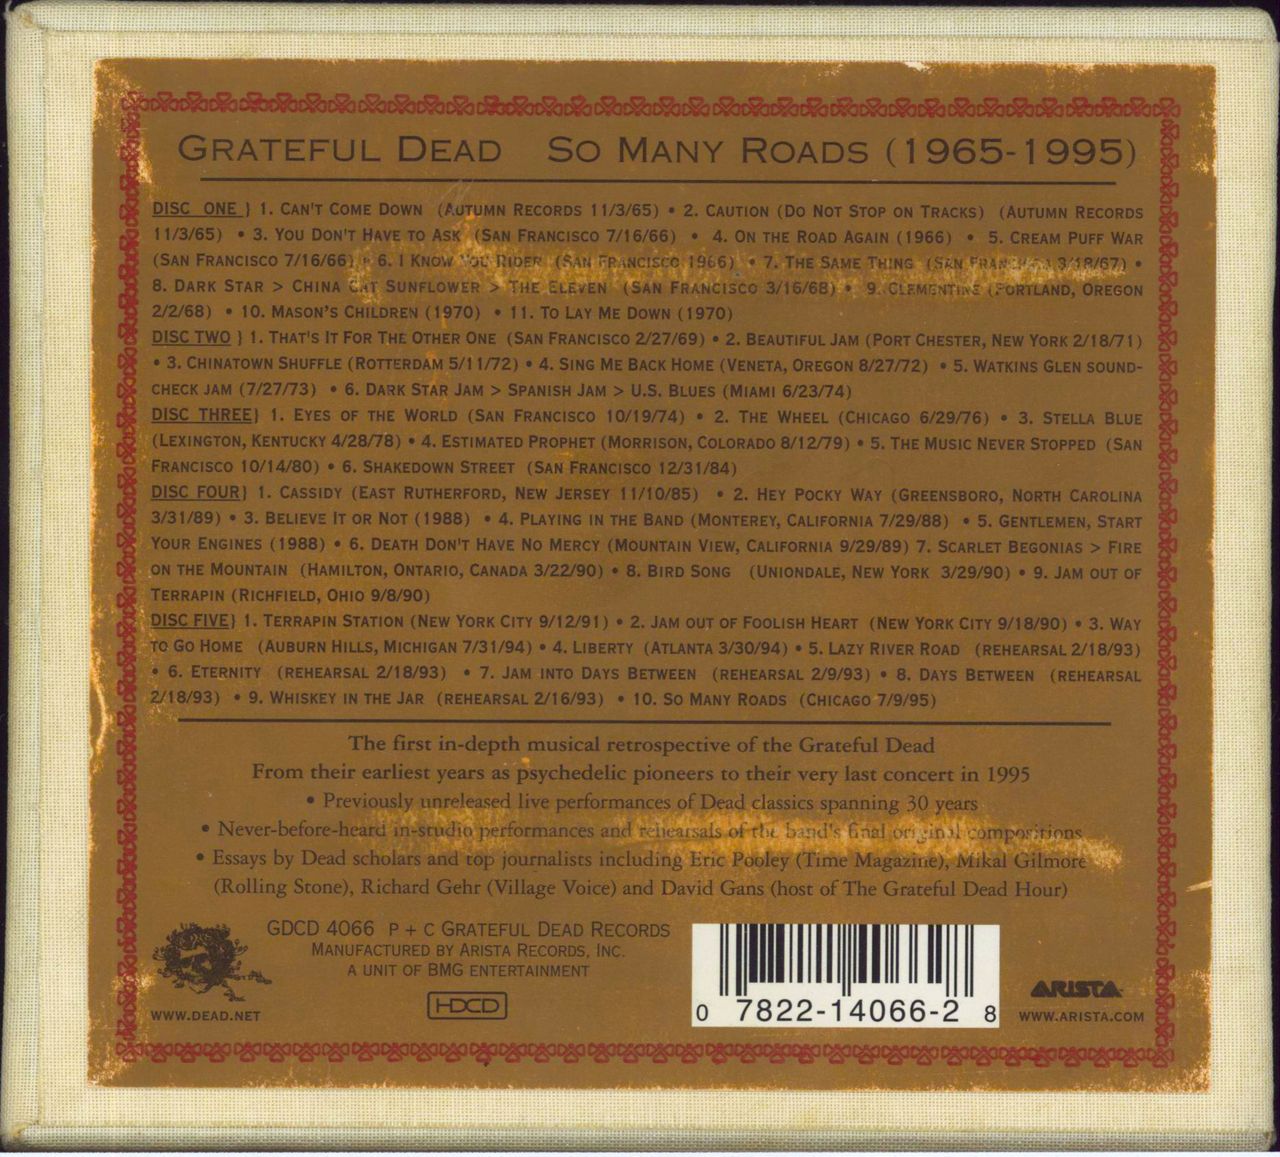 Grateful Dead So Many Roads (1965-1995)
DISC ONE } 1. Can't Come Down (Autumn Records 11/3/65) • 2. Caution (Do Not Stop on Tracks) (Autumn Records
11/3/65) • 3. You Don't Have to Ask (San Francisco 7/16/66) • 4. On the Road Again (1966) • 5. Cream Puff War
(San Francisco 7/16/66) • 6. I Know You Rider (San Francisco 1966) • 7. The Same Thing (San Francisco 3/18/67) •
8. Dark Star > China Cat Sunflower > The Eleven (San Francisco 3/16/68) • 9. Clementine (Portland, Oregon
2/2/68) • 10. Mason's Children (1970) • 11. To Lay Me Down (1970)
DISC TWO } 1. That's It For The Other One (San Francisco 2/27/69) • 2. Beautiful Jam (Port Chester, New York 2/18/71)
• 3. Chinatown Shuffle (Rotterdam 5/11/72) • 4. Sing Me Back Home (Veneta, Oregon 8/27/72) • 5. Watkins Glen sound-
check jam (7/27/73) • 6. Dark Star Jam > Spanish Jam > U.S. Blues (Miami 6/23/74)
DISC THREE} 1. Eyes of the World (San Francisco 10/19/74) • 2. The Wheel (Chicago 6/29/76) • 3. Stella Blue
(Lexington, Kentucky 4/28/78) • 4. Estimated Prophet (Morrison, Colorado 8/12/79) • 5. The Music Never Stopped (San
Francisco 10/14/80) • 6. Shakedown Street (San Francisco 12/31/84)
DISC FOUR} 1. Cassidy (East Rutherford, New Jersey 11/10/85) • 2. Hey Pocky Way (Greensboro, North Carolina
3/31/89) • 3. Believe It or Not (1988) • 4. Playing in the Band (Monterey, California 7/29/88) • 5. Gentlemen, Start
Your Engines (1988) • 6. Death Don't Have No Mercy (Mountain View, California 9/29/89) 7. Scarlet Begonias > Fire
on the Mountain (Hamilton, Ontario, Canada 3/22/90) • 8. Bird Song (Uniondale, New York 3/29/90) • 9. Jam out of
Terrapin (Richfield, Ohio 9/8/90)
DISC FIVE} 1. Terrapin Station (New York City 9/12/91) • 2. Jam out of Foolish Heart (New York City 9/18/90) • 3. Way
to Go Home (Auburn Hills, Michigan 7/31/94) • 4. Liberty (Atlanta 3/30/94) • 5. Lazy River Road (rehearsal 2/18/93)
• 6. Eternity (rehearsal 2/18/93) • 7. Jam into Days Between (rehearsal 2/9/93) • 8. Days Between (rehearsal
2/18/93) • 9. Whiskey in the Jar (rehearsal 2/16/93) • 10. So Many Roads (Chicago 7/9/95)
The first in-depth musical retrospective of the Grateful Dead
From their earliest years as psychedelic pioneers to their very last concert in 1995
• Previously unreleased live performances of Dead classics spanning 30 years
• Never-before-heard in-studio performances and rehearsals of the band's final original compositions
• Essays by Dead scholars and top journalists including Eric Pooley (Time Magazine), Mikal Gilmore
(Rolling Stone), Richard Gehr (Village Voice) and David Gans (host of The Grateful Dead Hour)
GDCD 4066 P + C Grateful Dead Records
Manufactured by Arista Records, Inc.
a unit of BMG entertainment
HDCD
www.dead.net
0 7822-14066-2 8
ARISTA
www.arista.com